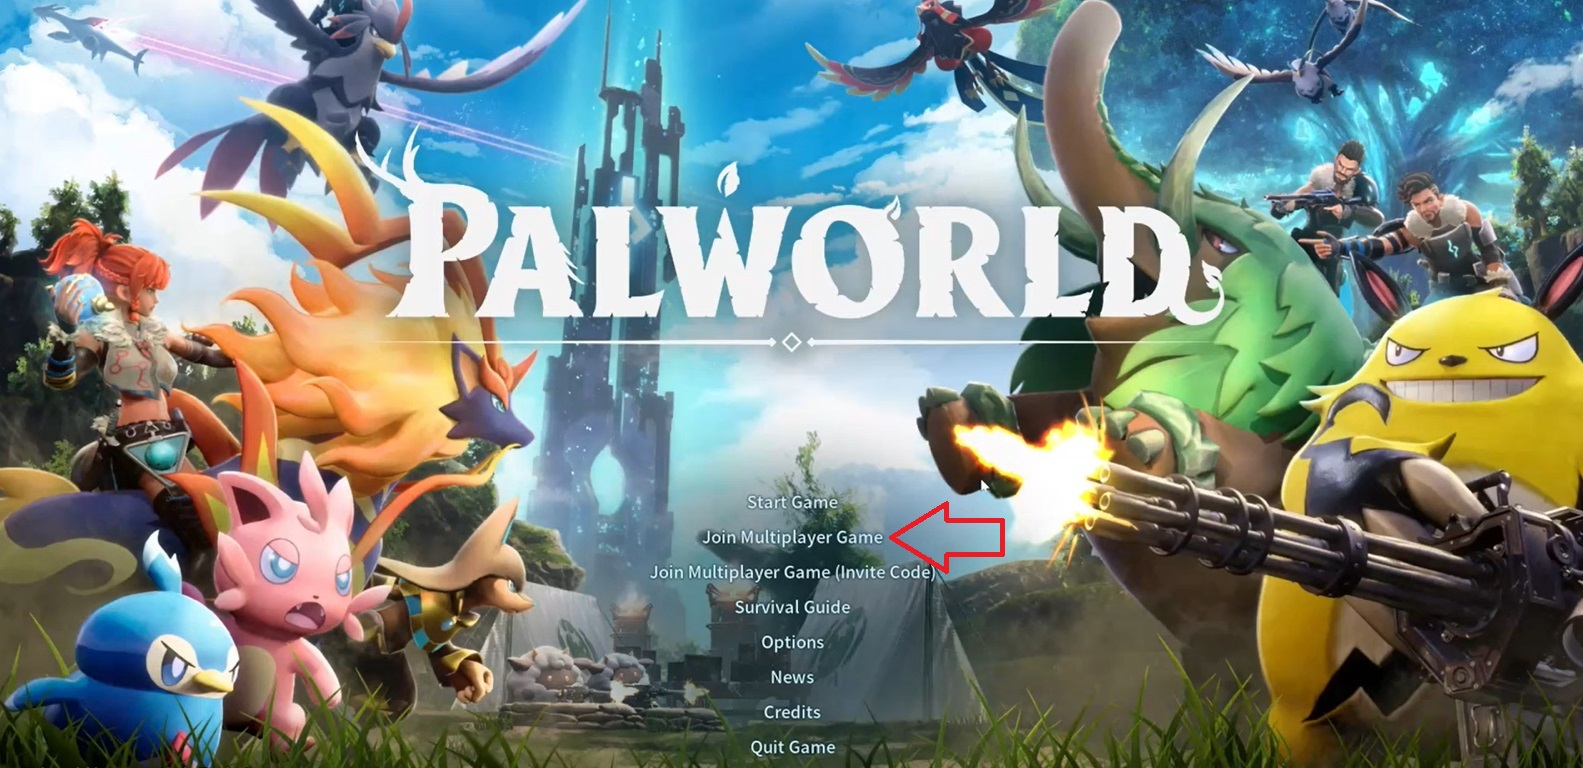 PALWORLD
Start Game
Join Multiplayer Game
Join Multiplayer Game (Invite Code)
Survival Guide
Options
News
Credits
Quit Game